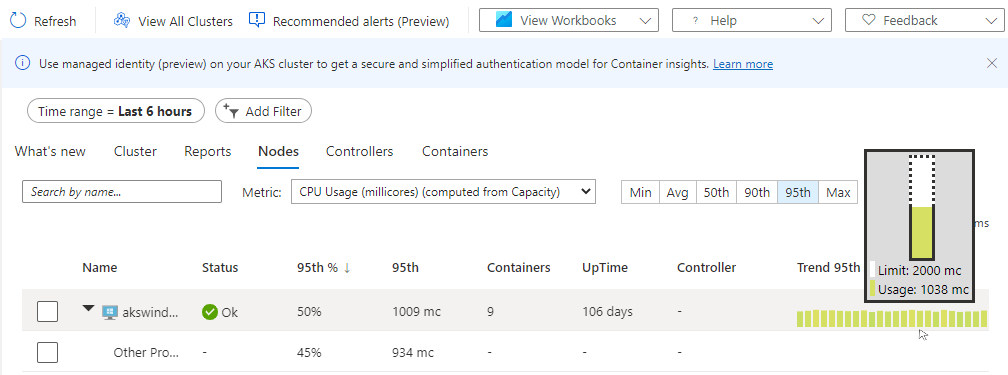 Refresh View All Clusters Recommended alerts (Preview) View Workbooks ? Help Feedback
Use managed identity (preview) on your AKS cluster to get a secure and simplified authentication model for Container insights. Learn more
Time range = Last 6 hours Add Filter
What's new Cluster Reports Nodes Controllers Containers
Search by name... Metric: CPU Usage (millicores) (computed from Capacity) Min Avg 50th 90th 95th Max
ms
Limit: 2000 mc
Usage: 1038 mc
Name Status 95th % ↓ 95th Containers UpTime Controller Trend 95th
akswind... Ok 50% 1009 mc 9 106 days -
Other Pro... - 45% 934 mc - - -